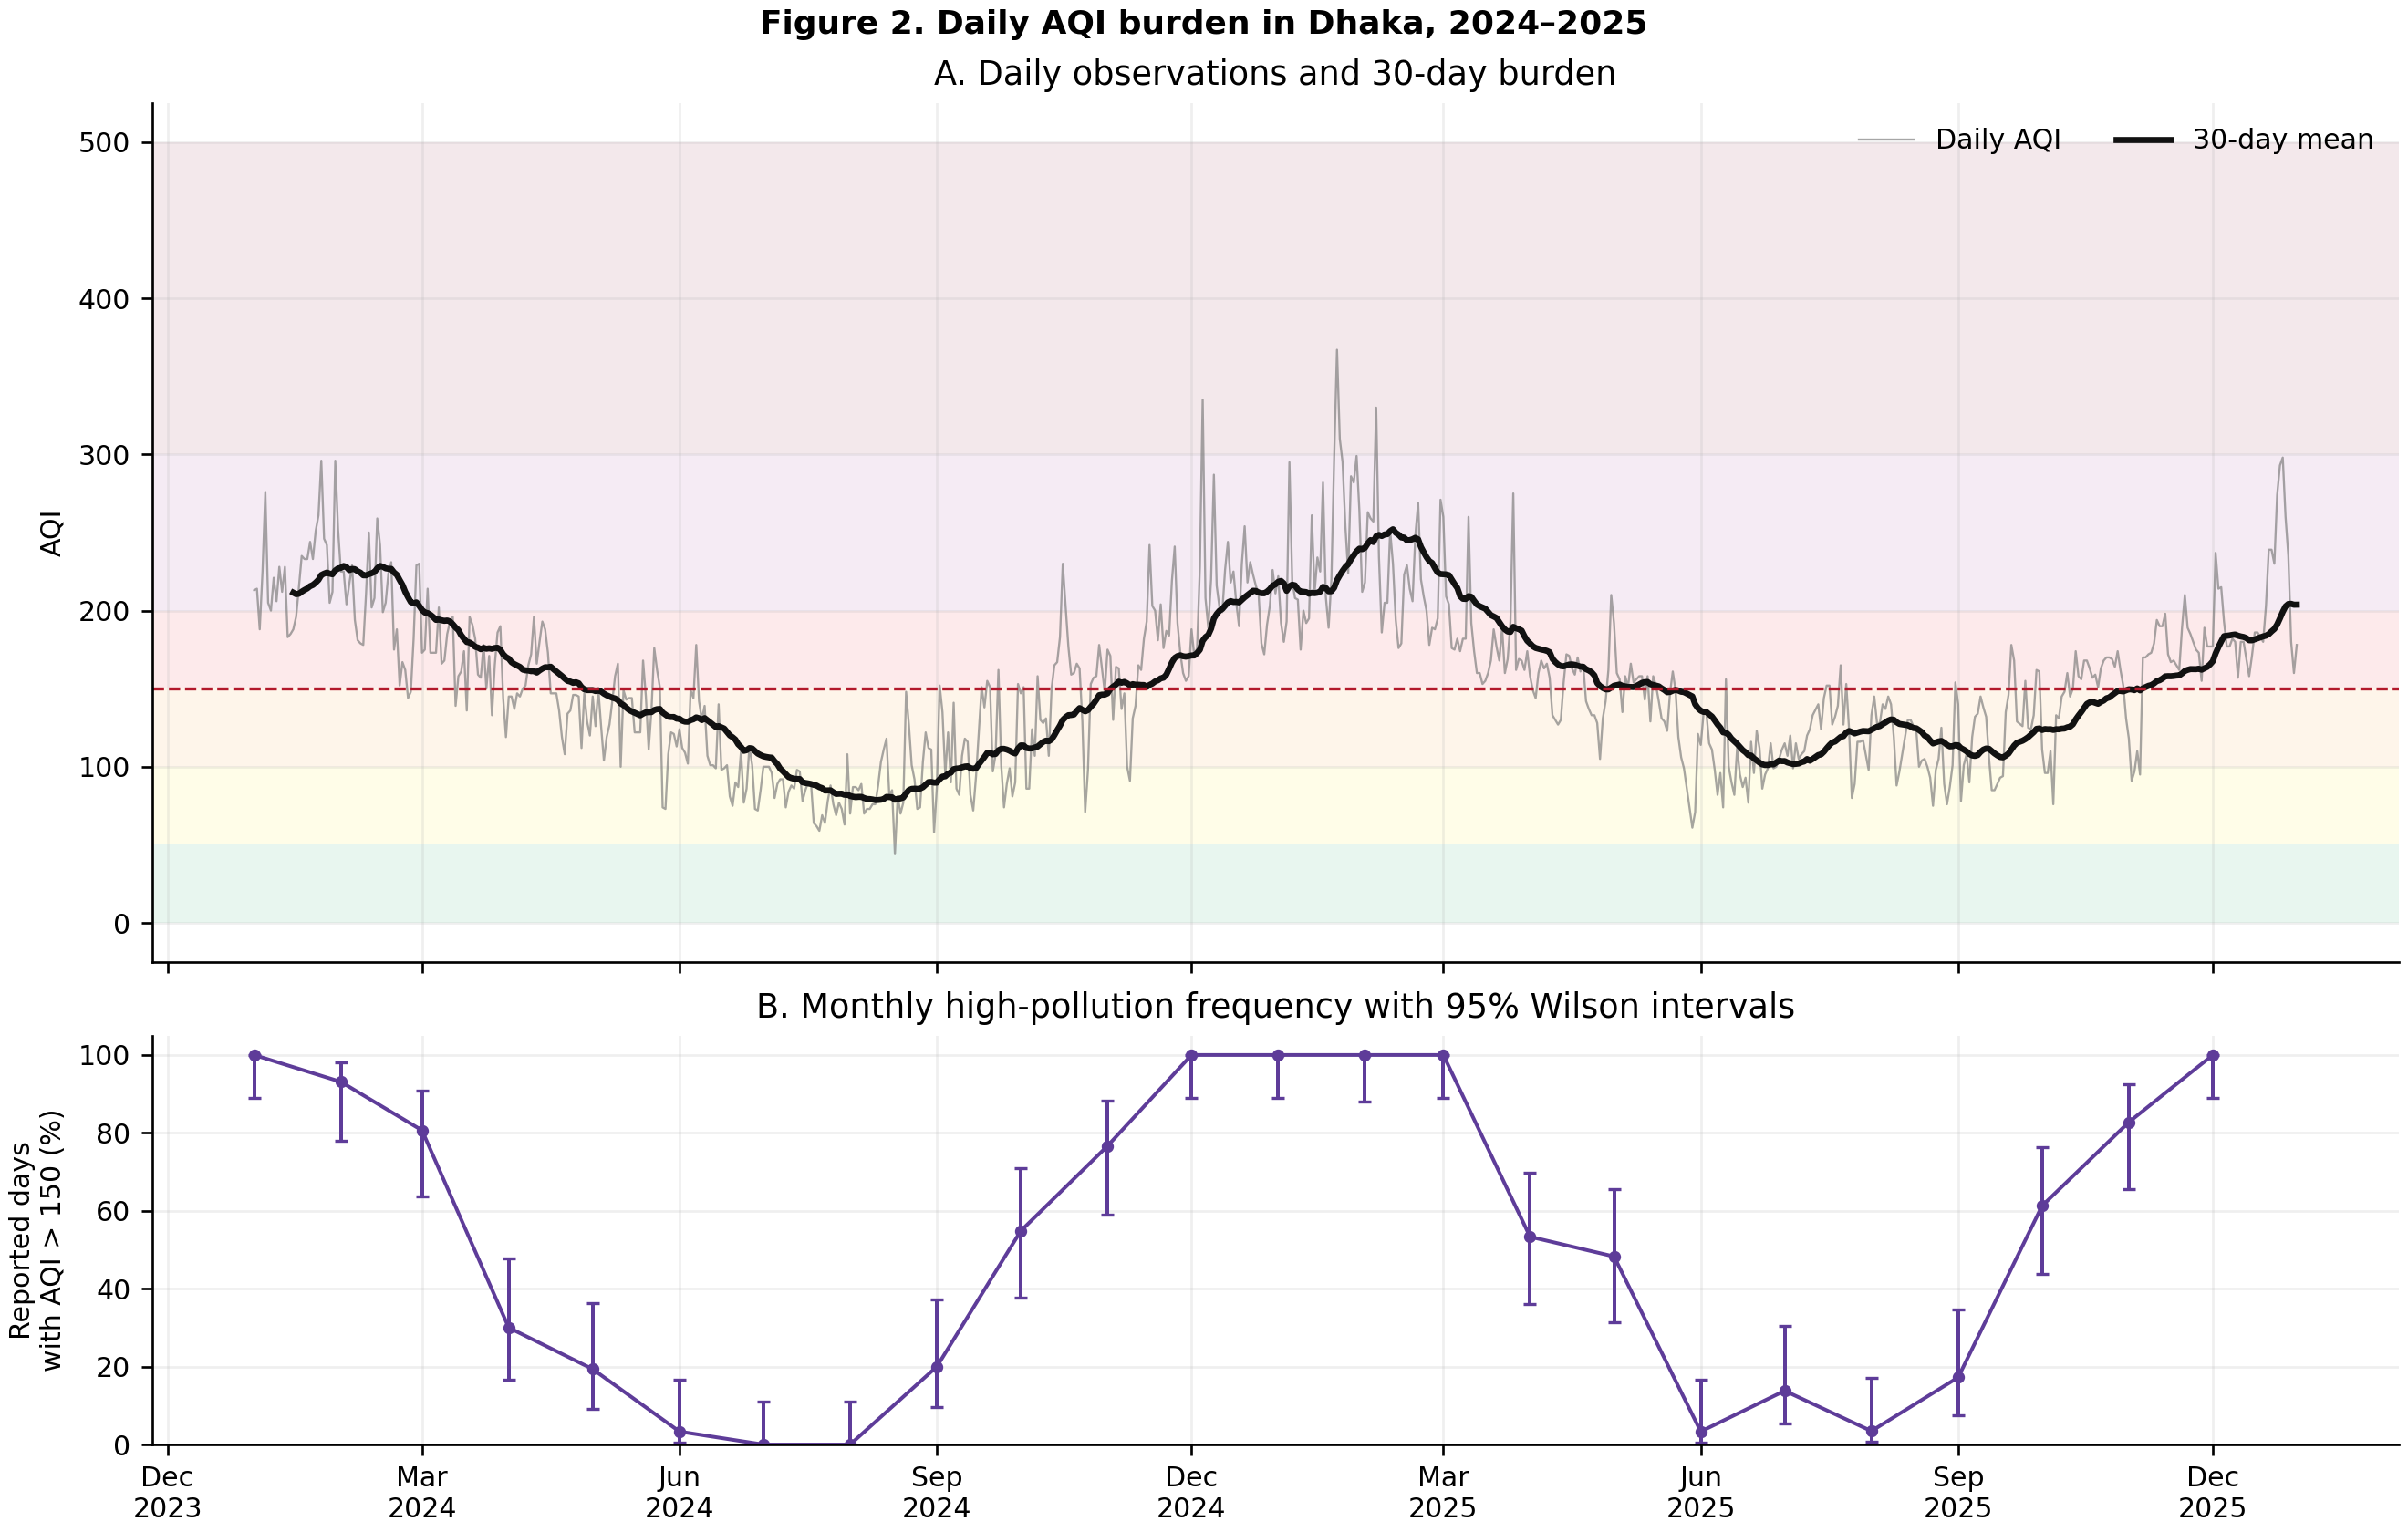 Figure 2. Daily AQI burden in Dhaka, 2024–2025
A. Daily observations and 30-day burden
Daily AQI
30-day mean
500
400
300
200
100
0
AQI
B. Monthly high-pollution frequency with 95% Wilson intervals
100
80
60
40
20
0
Reported days
with AQI > 150 (%)
Dec
2023
Mar
2024
Jun
2024
Sep
2024
Dec
2024
Mar
2025
Jun
2025
Sep
2025
Dec
2025